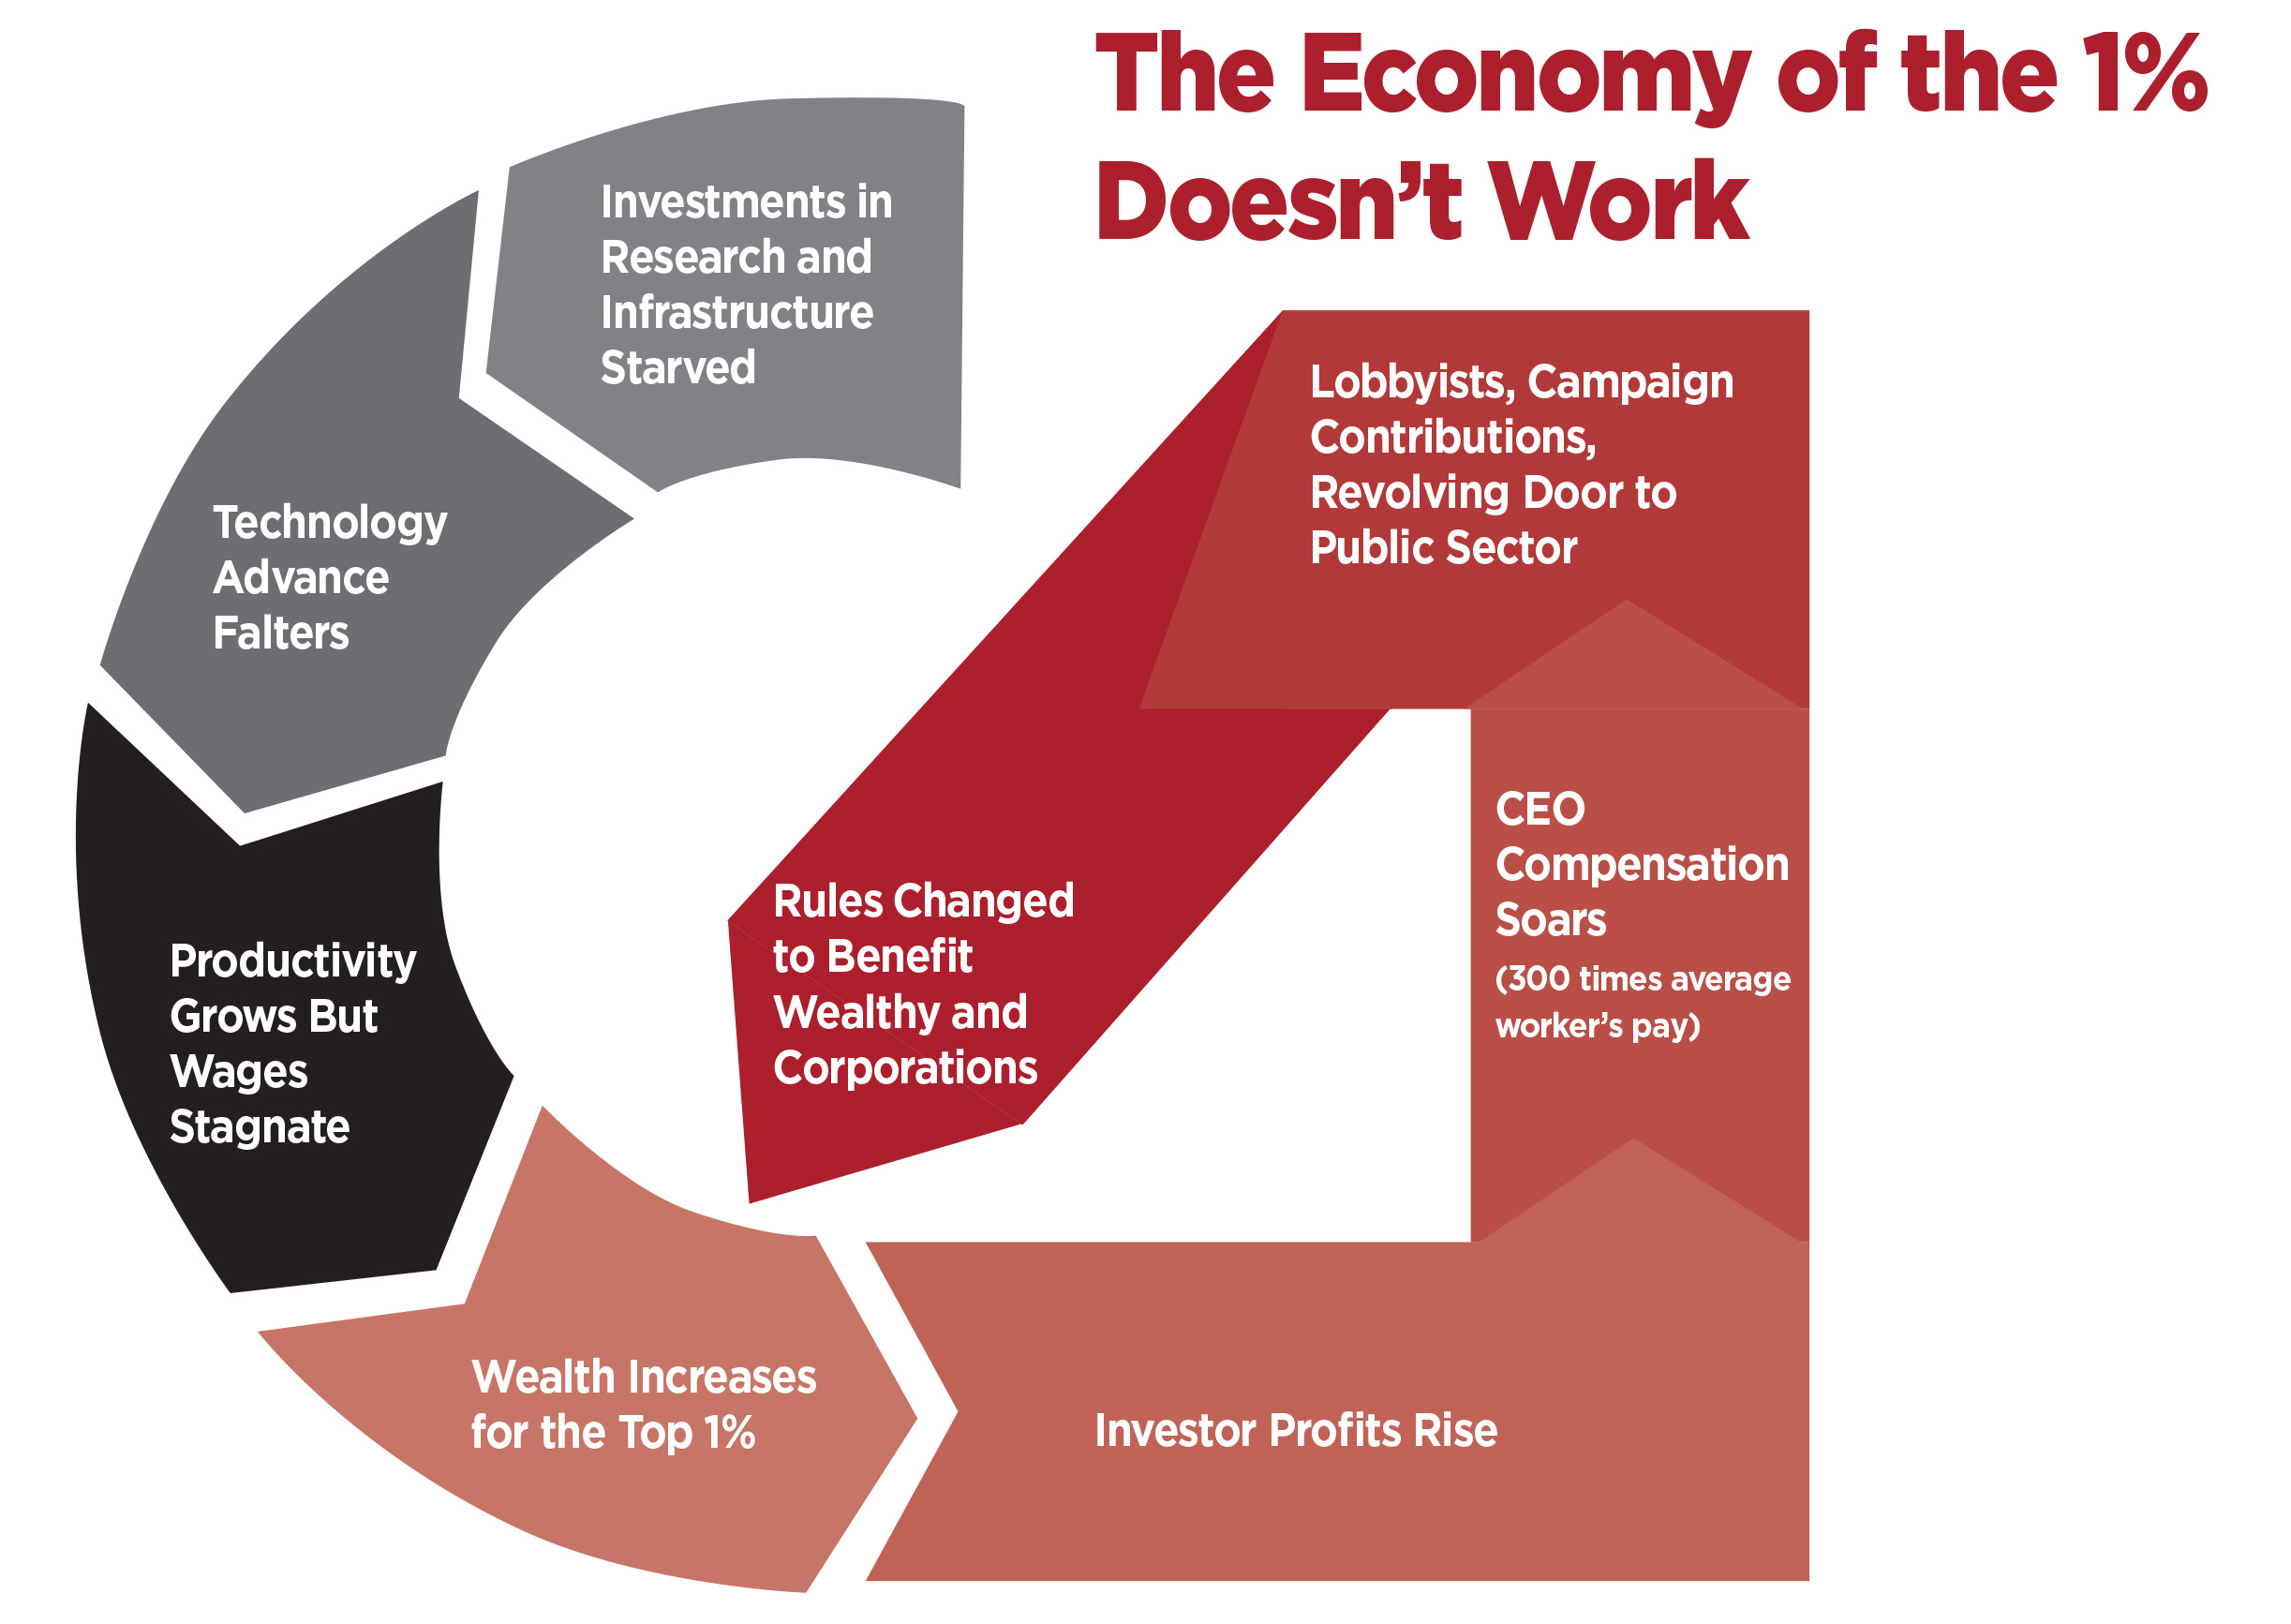 The Economy of the 1%
Doesn’t Work
Investments in
Research and
Infrastructure
Starved
Technology
Advance
Falters
Productivity
Grows But
Wages
Stagnate
Wealth Increases
for the Top 1%
Investor Profits Rise
CEO
Compensation
Soars
(300 times average
worker’s pay)
Lobbyists, Campaign
Contributions,
Revolving Door to
Public Sector
Rules Changed
to Benefit
Wealthy and
Corporations